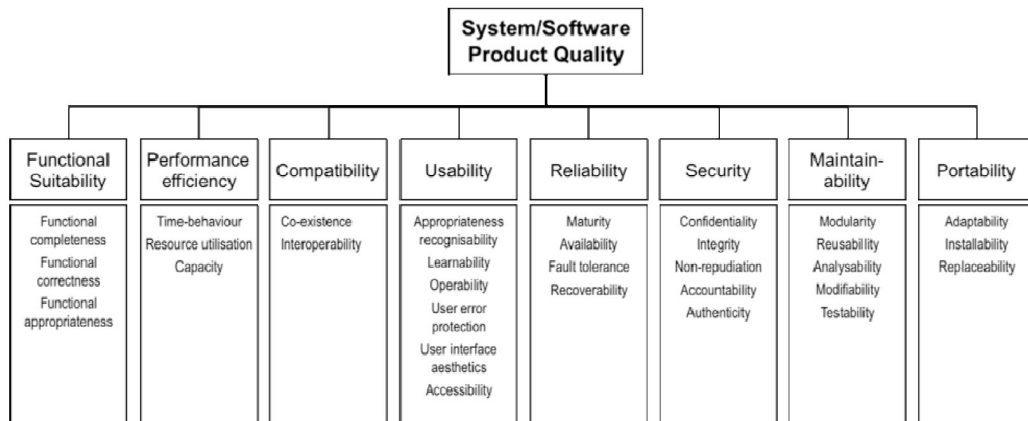 System/Software
Product Quality
Functional
Suitability
Performance
efficiency
Compatibility
Usability
Reliability
Security
Maintain-
ability
Portability
Functional
completeness
Functional
correctness
Functional
appropriateness
Time-behaviour
Resource utilisation
Capacity
Co-existence
Interoperability
Appropriateness
recognisability
Learnability
Operability
User error
protection
User interface
aesthetics
Accessibility
Maturity
Availability
Fault tolerance
Recoverability
Confidentiality
Integrity
Non-repudiation
Accountability
Authenticity
Modularity
Reusabillity
Analysability
Modifiability
Testability
Adaptability
Installability
Replaceability